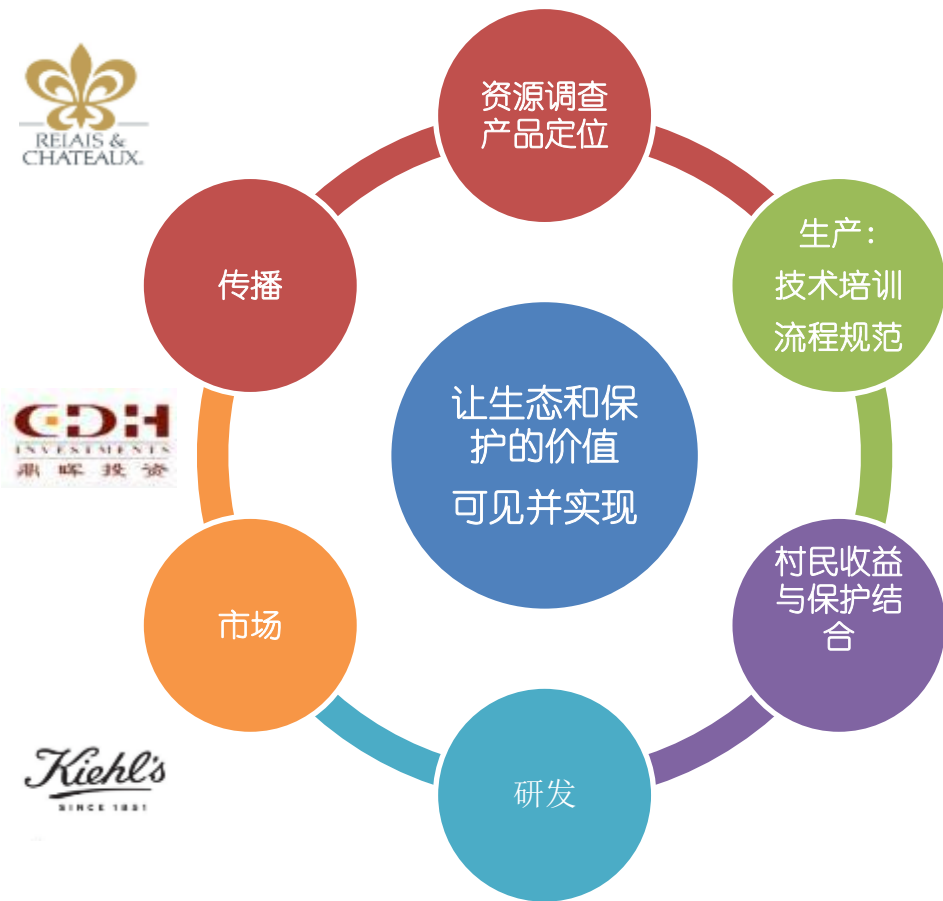 RELAIS &
CHATEAUX®
资源调查
产品定位
生产：
技术培训
流程规范
传播
让生态和保
护的价值
可见并实现
CDH
INVESTMENTS
鼎晖投资
村民收益
与保护结
合
市场
研发
Kiehl's
SINCE 1851